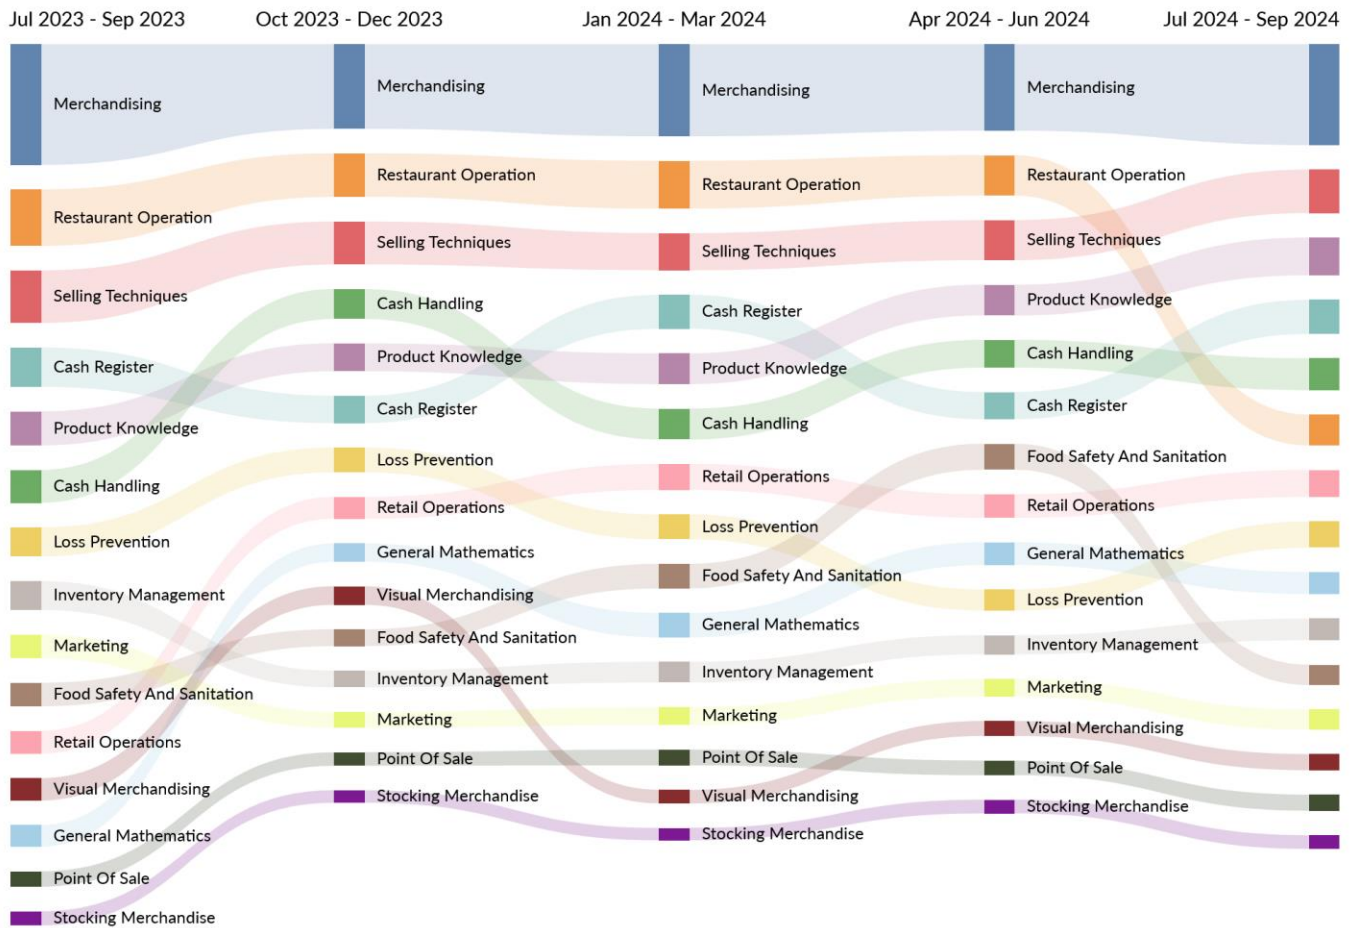 Jul 2023 - Sep 2023
Oct 2023 - Dec 2023
Jan 2024 - Mar 2024
Apr 2024 - Jun 2024
Jul 2024 - Sep 2024
Merchandising
Restaurant Operation
Selling Techniques
Cash Register
Product Knowledge
Cash Handling
Loss Prevention
Inventory Management
Marketing
Food Safety And Sanitation
Retail Operations
Visual Merchandising
General Mathematics
Point Of Sale
Stocking Merchandise
Merchandising
Restaurant Operation
Selling Techniques
Cash Handling
Product Knowledge
Cash Register
Loss Prevention
Retail Operations
General Mathematics
Visual Merchandising
Food Safety And Sanitation
Inventory Management
Marketing
Point Of Sale
Stocking Merchandise
Merchandising
Restaurant Operation
Selling Techniques
Cash Register
Product Knowledge
Cash Handling
Retail Operations
Loss Prevention
Food Safety And Sanitation
General Mathematics
Inventory Management
Marketing
Point Of Sale
Visual Merchandising
Stocking Merchandise
Merchandising
Restaurant Operation
Selling Techniques
Product Knowledge
Cash Handling
Cash Register
Food Safety And Sanitation
Retail Operations
General Mathematics
Loss Prevention
Inventory Management
Marketing
Visual Merchandising
Point Of Sale
Stocking Merchandise